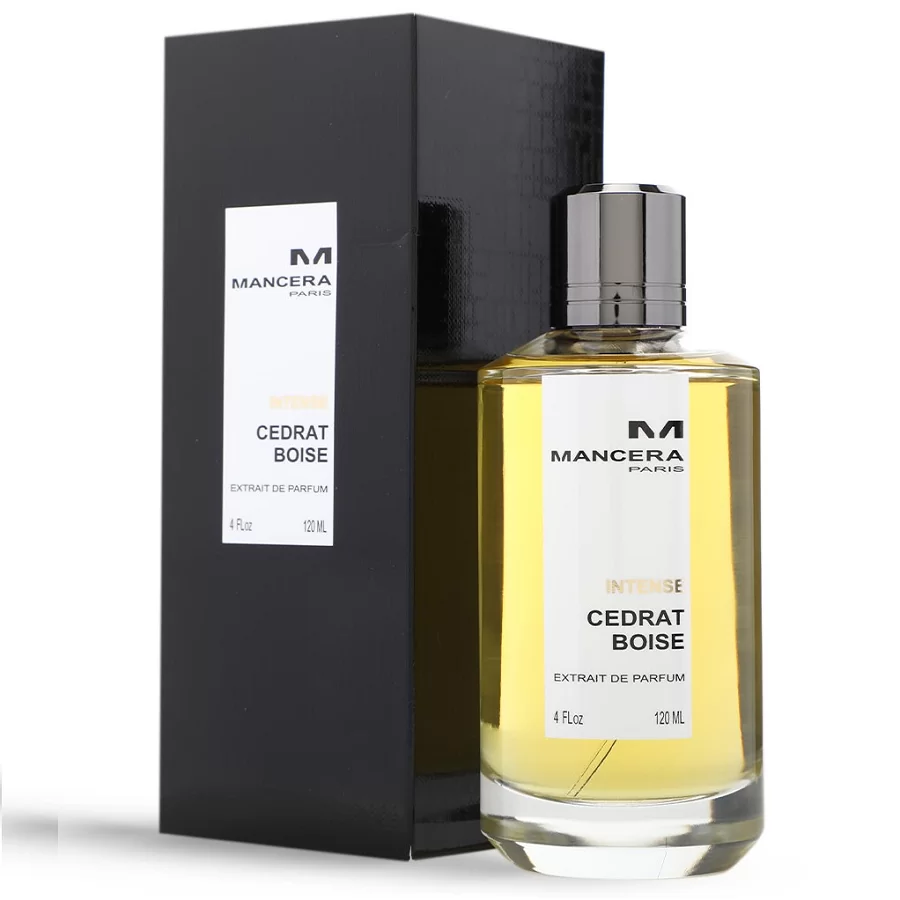 M
MANCERA
PARIS
INTENSE
CEDRAT
BOISE
EXTRAIT DE PARFUM
4 FLoz 120 ML
M
MANCERA
PARIS
INTENSE
CEDRAT
BOISE
EXTRAIT DE PARFUM
4 FLoz 120 ML